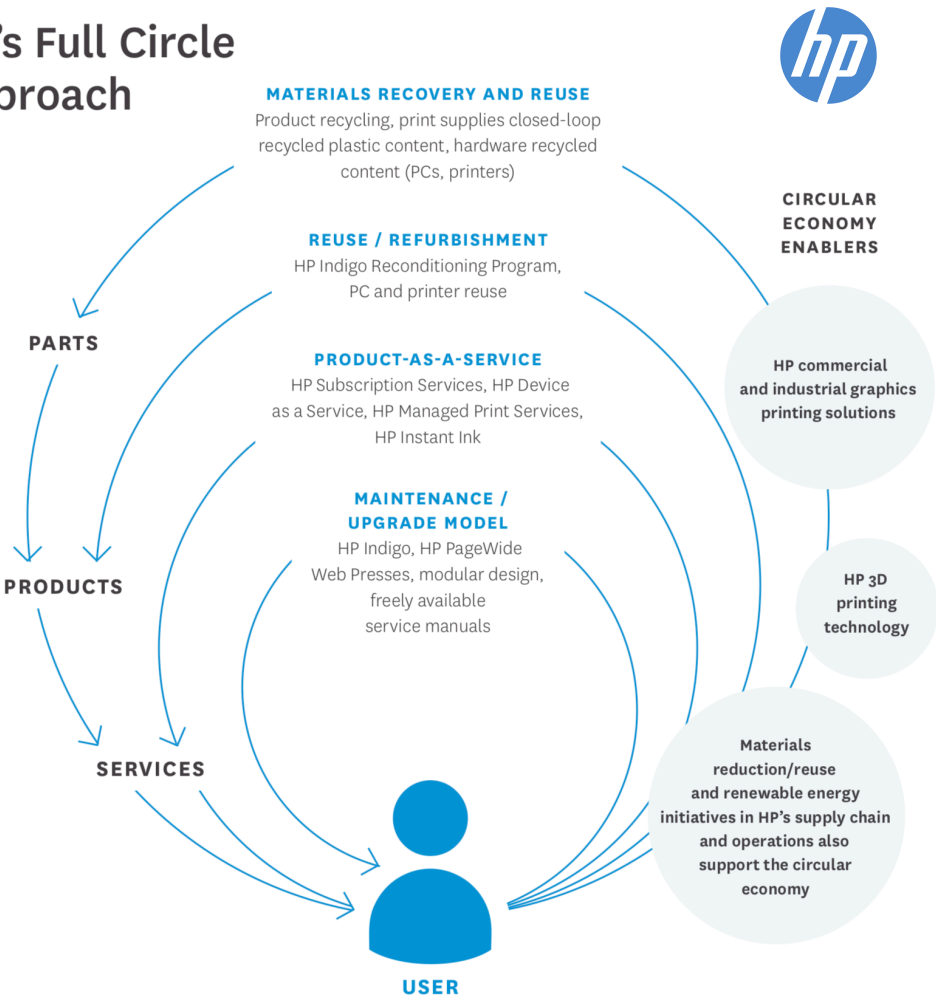 's Full Circle
proach
hp
MATERIALS RECOVERY AND REUSE
Product recycling, print supplies closed-loop
recycled plastic content, hardware recycled
content (PCs, printers)
CIRCULAR
ECONOMY
ENABLERS
REUSE / REFURBISHMENT
HP Indigo Reconditioning Program,
PC and printer reuse
PARTS
PRODUCT-AS-A-SERVICE
HP Subscription Services, HP Device
as a Service, HP Managed Print Services,
HP Instant Ink
HP commercial
and industrial graphics
printing solutions
MAINTENANCE /
UPGRADE MODEL
HP Indigo, HP PageWide
Web Presses, modular design,
freely available
service manuals
PRODUCTS
HP 3D
printing
technology
SERVICES
Materials
reduction/reuse
and renewable energy
initiatives in HP's supply chain
and operations also
support the circular
economy
USER